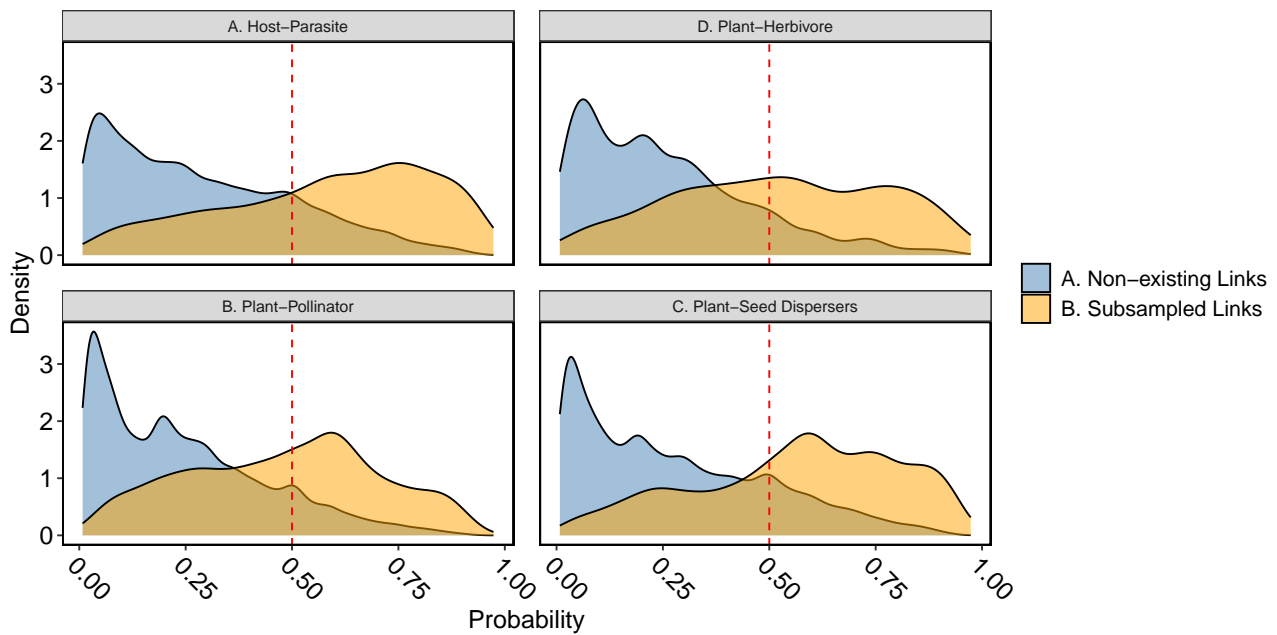 A. Host−Parasite
D. Plant−Herbivore
3
2
1
0
B. Plant−Pollinator
C. Plant−Seed Dispersers
3
2
1
0
0.00 0.25 0.50 0.75 1.00
0.00 0.25 0.50 0.75 1.00
Probability
Density
A. Non−existing Links
B. Subsampled Links